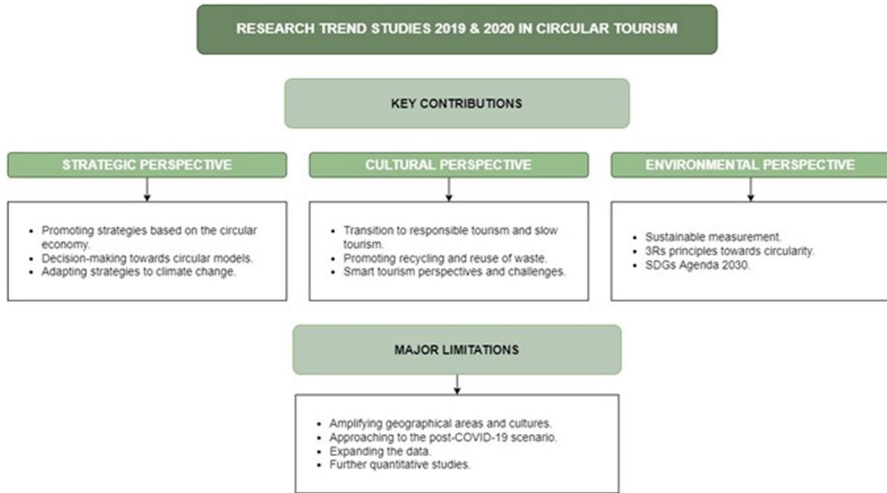 RESEARCH TREND STUDIES 2019 & 2020 IN CIRCULAR TOURISM
KEY CONTRIBUTIONS
STRATEGIC PERSPECTIVE
• Promoting strategies based on the circular
economy.
• Decision-making towards circular models.
• Adapting strategies to climate change.
CULTURAL PERSPECTIVE
• Transition to responsible tourism and slow
tourism.
• Promoting recycling and reuse of waste.
• Smart tourism perspectives and challenges.
ENVIRONMENTAL PERSPECTIVE
• Sustainable measurement.
• 3Rs principles towards circularity.
• SDGs Agenda 2030.
MAJOR LIMITATIONS
• Amplifying geographical areas and cultures.
• Approaching to the post-COVID-19 scenario.
• Expanding the data.
• Further quantitative studies.